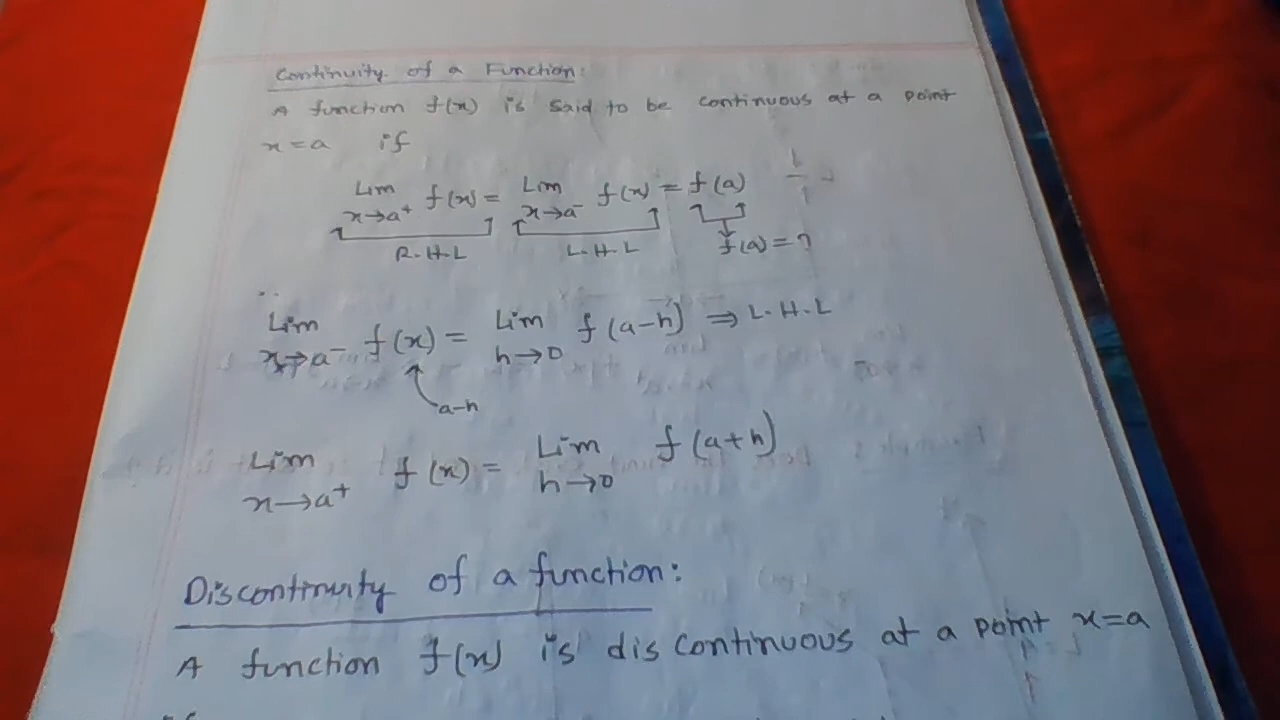 Continuity of a Function:
A function f(x) is said to be continuous at a point
x = a if
Lim x→a⁺ f(x) = Lim x→a⁻ f(x) = f(a)
R.H.L L.H.L f(a) = ?
Lim x→a⁻ f(x) = Lim h→0 f(a-h) ⇒ L.H.L
a-h
Lim x→a⁺ f(x) = Lim h→0 f(a+h)
Discontinuity of a function:
A function f(x) is discontinuous at a point x=a